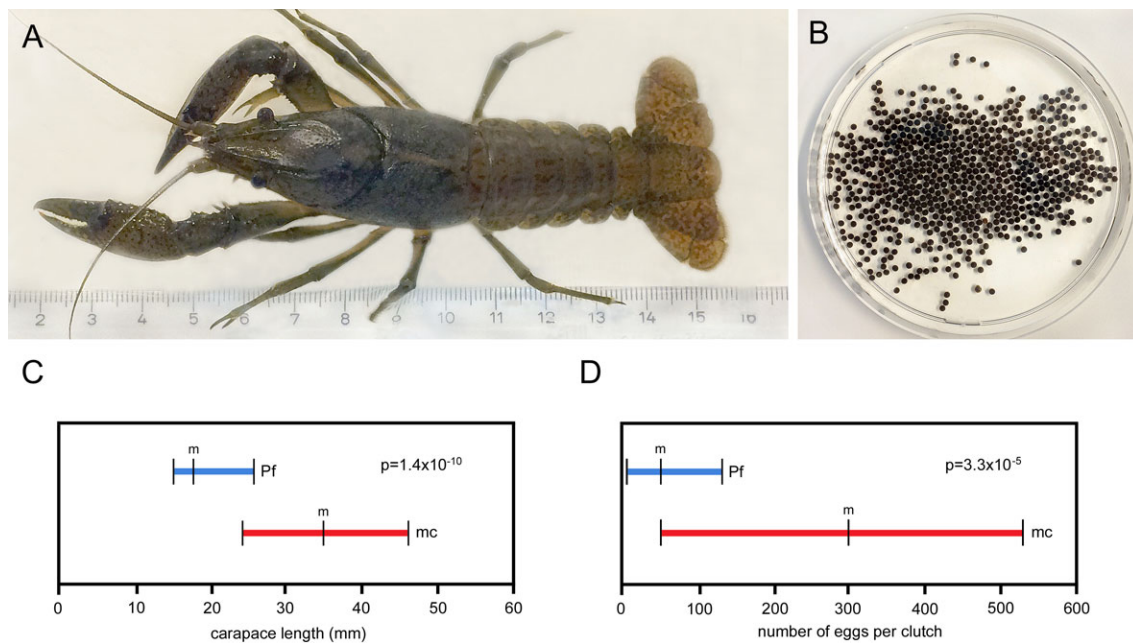 A
B
2 3 4 5 6 7 8 9 10 11 12 13 14 15 16
C
D
m
Pf
p=1.4x10⁻¹⁰
m
mc
0 10 20 30 40 50 60
carapace length (mm)
m
Pf
p=3.3x10⁻⁵
m
mc
0 100 200 300 400 500 600
number of eggs per clutch